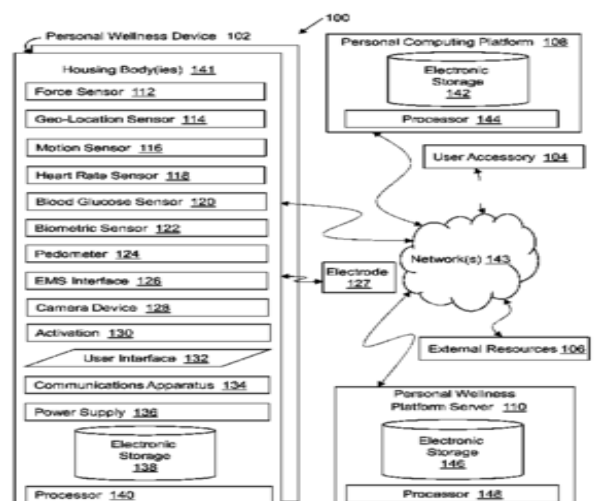 100
Personal Wellness Device 102
Housing Body(ies) 141
Force Sensor 112
Geo-Location Sensor 114
Motion Sensor 116
Heart Rate Sensor 118
Blood Glucose Sensor 120
Biometric Sensor 122
Pedometer 124
EMS Interface 126
Camera Device 128
Activation 130
User Interface 132
Communications Apparatus 134
Power Supply 136
Electronic
Storage
138
Processor 140
Electrode
127
Personal Computing Platform 108
Electronic
Storage
142
Processor 144
User Accessory 104
Network(s) 143
External Resources 106
Personal Wellness
Platform Server 110
Electronic
Storage
146
Processor 148